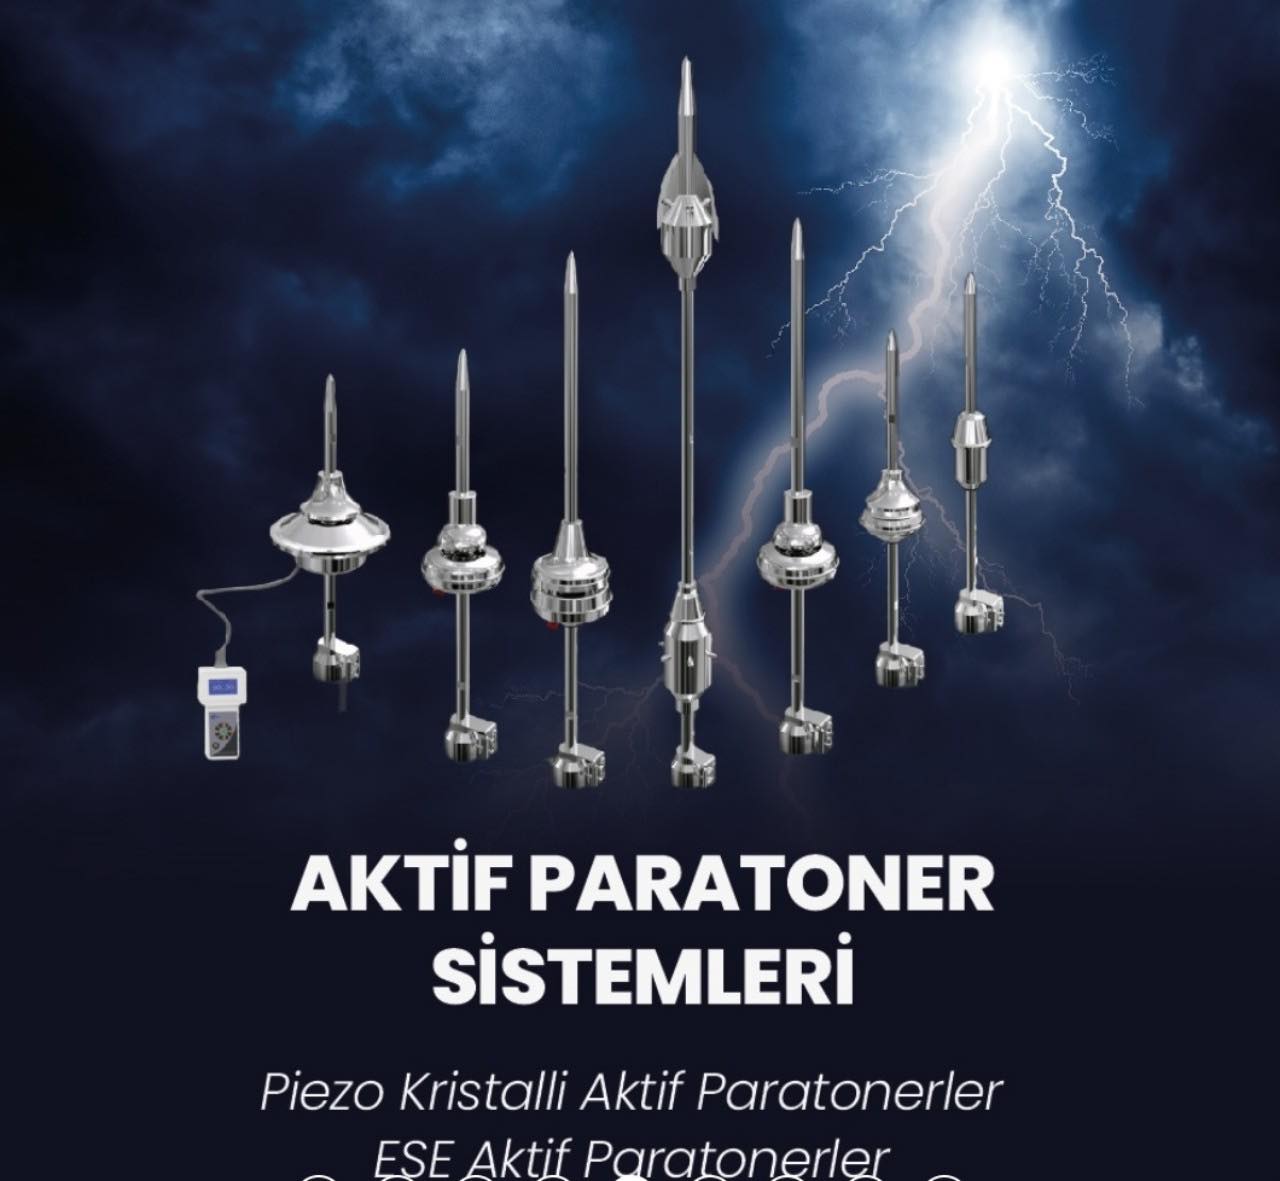 AKTİF PARATONER
SİSTEMLERİ
Piezo Kristalli Aktif Paratonerler
ESE Aktif Paratonerler